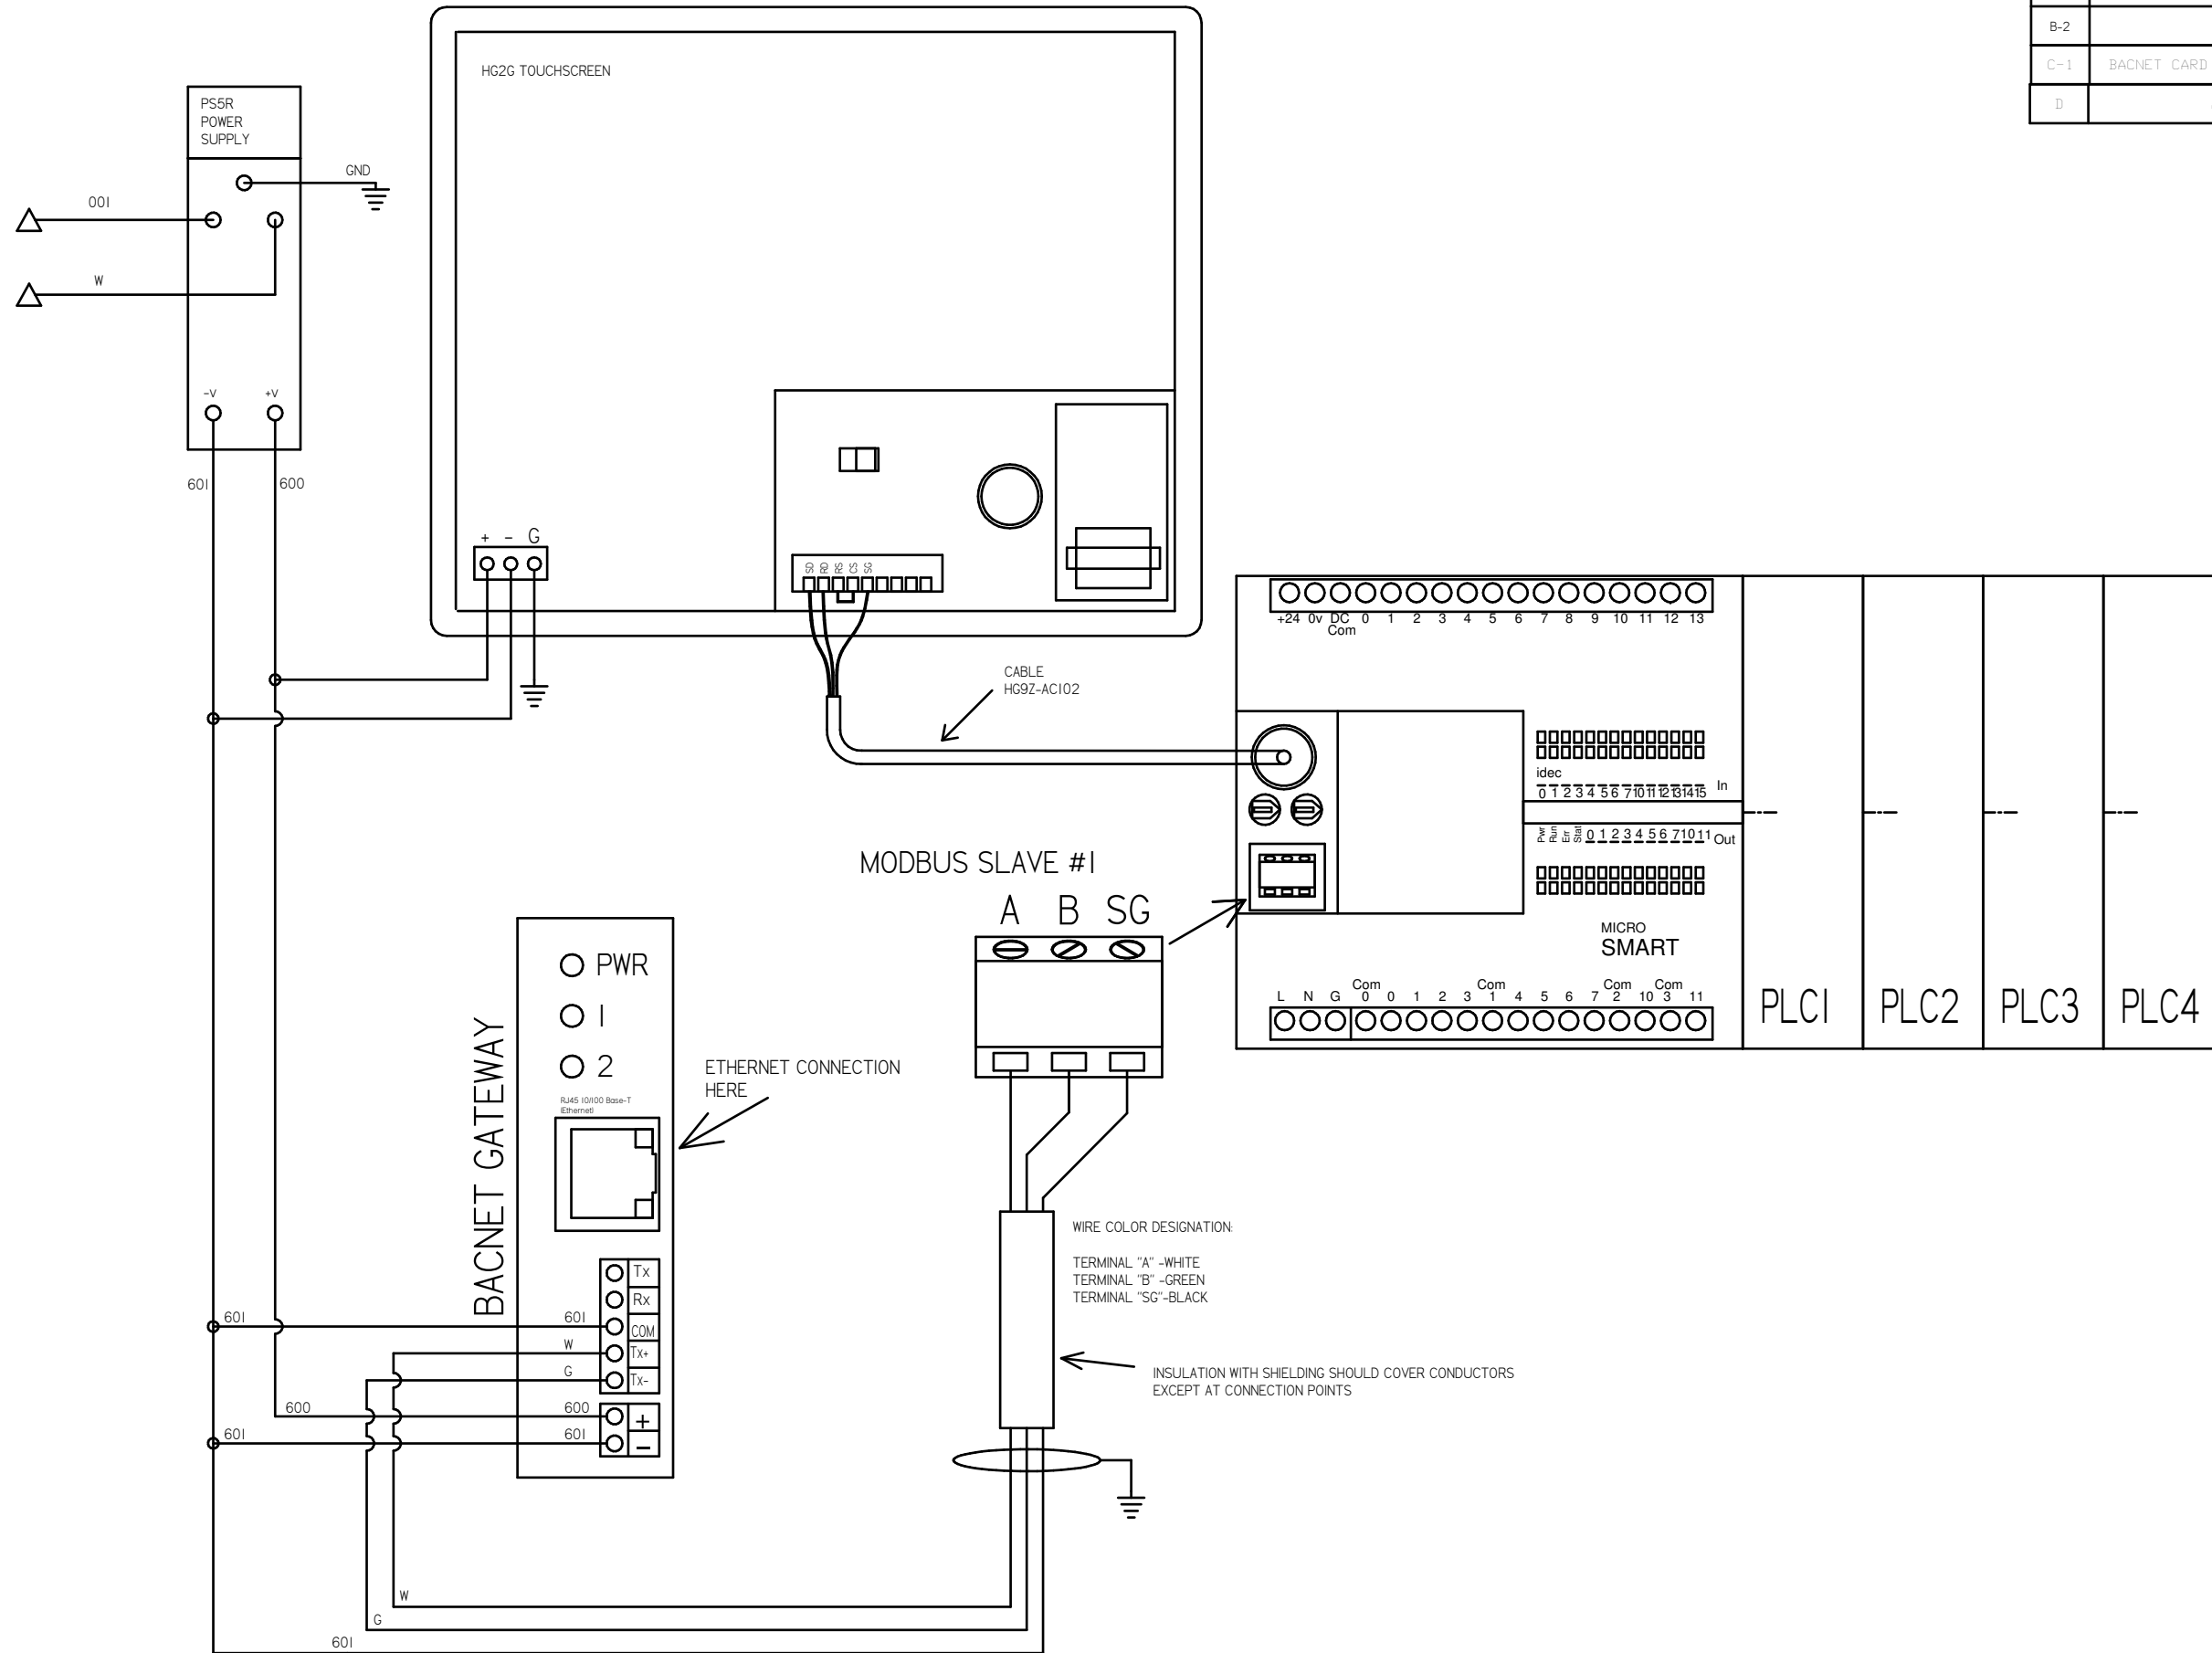 B-2
C-1 BACNET CARD
D
HG2G TOUCHSCREEN
PS5R
POWER
SUPPLY
GND
001
W
-V +V
601 600
+ - G
SD RD RS CS SG
CABLE
HG9Z-AC102
+24 0v DC Com 0 1 2 3 4 5 6 7 8 9 10 11 12 13
idec
0 1 2 3 4 5 6 7 10 11 12 13 14 15 In
Pwr Run Err Stat 0 1 2 3 4 5 6 7 10 11 Out
MICRO
SMART
L N G Com 0 0 1 2 3 Com 1 4 5 6 7 Com 2 10 Com 3 11
PLC1 PLC2 PLC3 PLC4
MODBUS SLAVE #1
A B SG
BACNET GATEWAY
PWR
1
2
RJ45 10/100 Base-T
(Ethernet)
ETHERNET CONNECTION
HERE
Tx
Rx
601 601 COM
W Tx+
G Tx-
600 600 +
601 601 -
WIRE COLOR DESIGNATION:
TERMINAL "A" -WHITE
TERMINAL "B" -GREEN
TERMINAL "SG"-BLACK
INSULATION WITH SHIELDING SHOULD COVER CONDUCTORS
EXCEPT AT CONNECTION POINTS
W
G
601